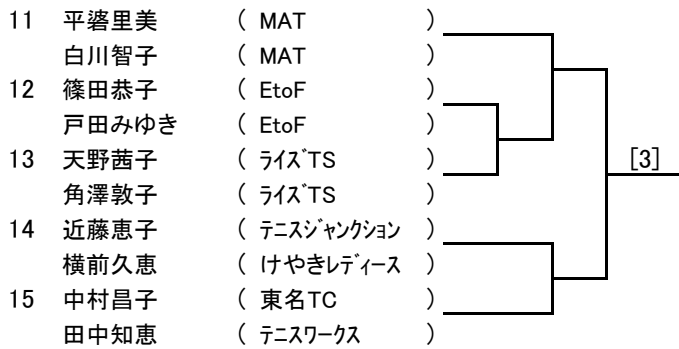 11 平婆里美 ( MAT )
白川智子 ( MAT )
12 篠田恭子 ( EtoF )
戸田みゆき ( EtoF )
13 天野茜子 ( ﾗｲｽﾞTS ) [3]
角澤敦子 ( ﾗｲｽﾞTS )
14 近藤恵子 ( ﾃﾆｽｼﾞｬﾝｸｼｮﾝ )
横前久恵 ( けやきﾚﾃﾞｨｰｽ )
15 中村昌子 ( 東名TC )
田中知恵 ( ﾃﾆｽﾜｰｸｽ )